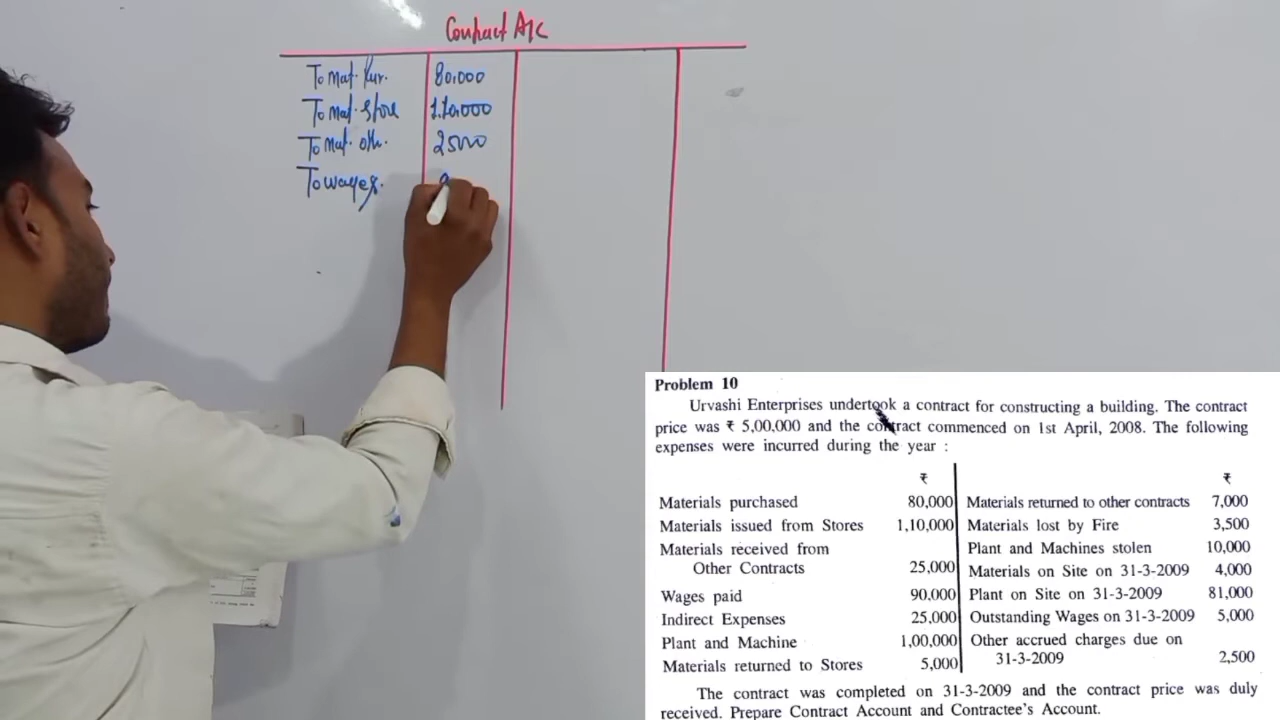 Contract A/C
To mat. Pur. 80,000
To mat. store 1,10,000
To mat. oth. 25000
To wages. 9
Problem 10
Urvashi Enterprises undertook a contract for constructing a building. The contract
price was ₹ 5,00,000 and the contract commenced on 1st April, 2008. The following
expenses were incurred during the year :
₹ ₹
Materials purchased 80,000 Materials returned to other contracts 7,000
Materials issued from Stores 1,10,000 Materials lost by Fire 3,500
Materials received from Plant and Machines stolen 10,000
Other Contracts 25,000 Materials on Site on 31-3-2009 4,000
Wages paid 90,000 Plant on Site on 31-3-2009 81,000
Indirect Expenses 25,000 Outstanding Wages on 31-3-2009 5,000
Plant and Machine 1,00,000 Other accrued charges due on
Materials returned to Stores 5,000 31-3-2009 2,500
The contract was completed on 31-3-2009 and the contract price was duly
received. Prepare Contract Account and Contractee's Account.